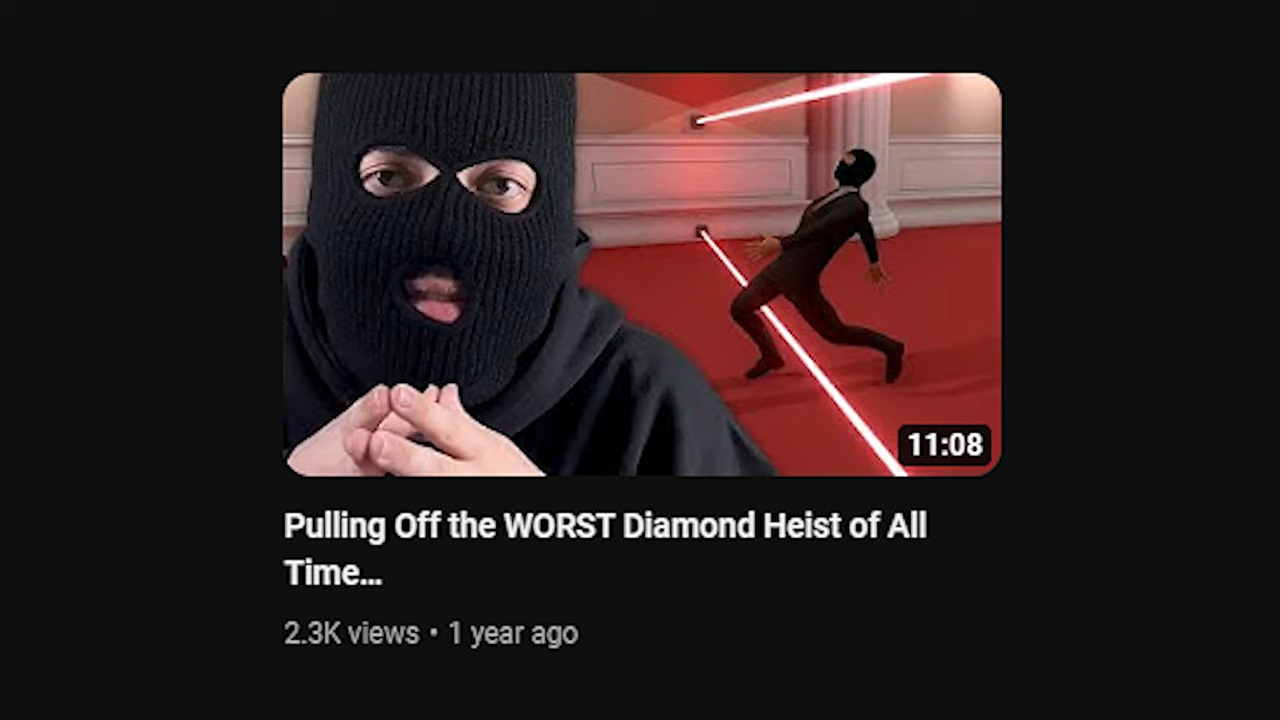 11:08
Pulling Off the WORST Diamond Heist of All
Time...
2.3K views • 1 year ago